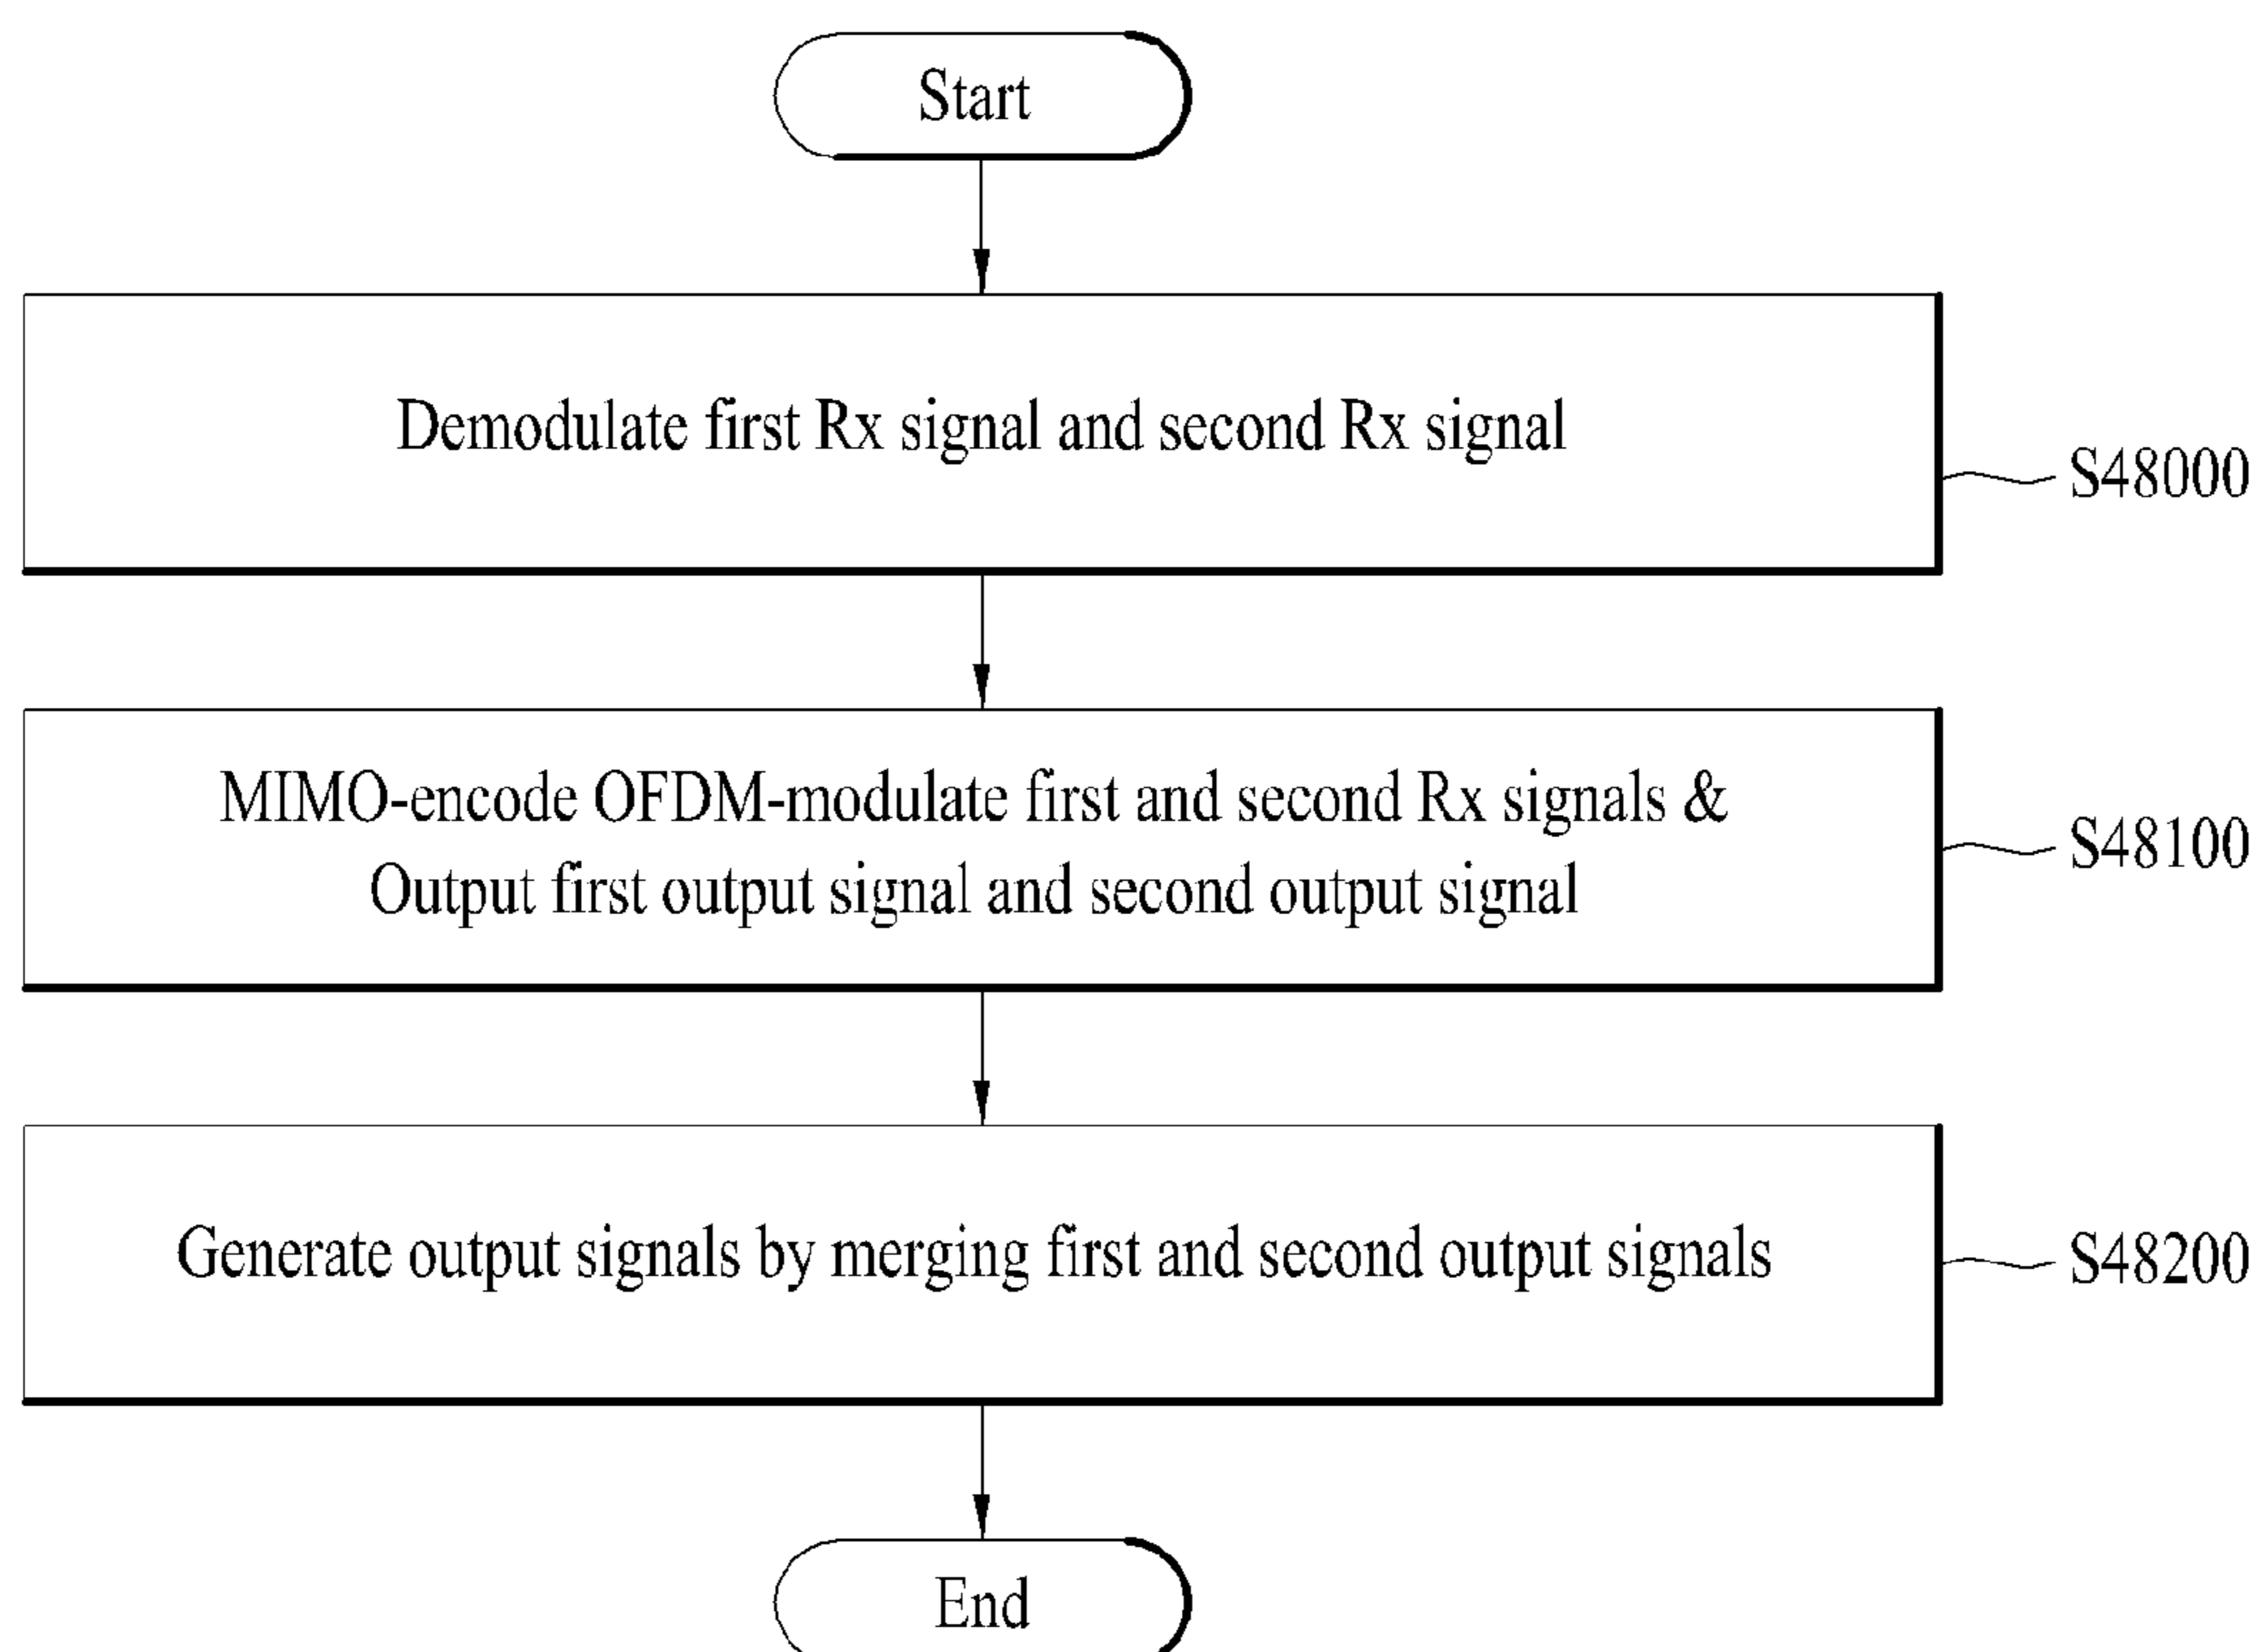 Start
Demodulate first Rx signal and second Rx signal
S48000
MIMO-encode OFDM-modulate first and second Rx signals &
Output first output signal and second output signal
S48100
Generate output signals by merging first and second output signals
S48200
End